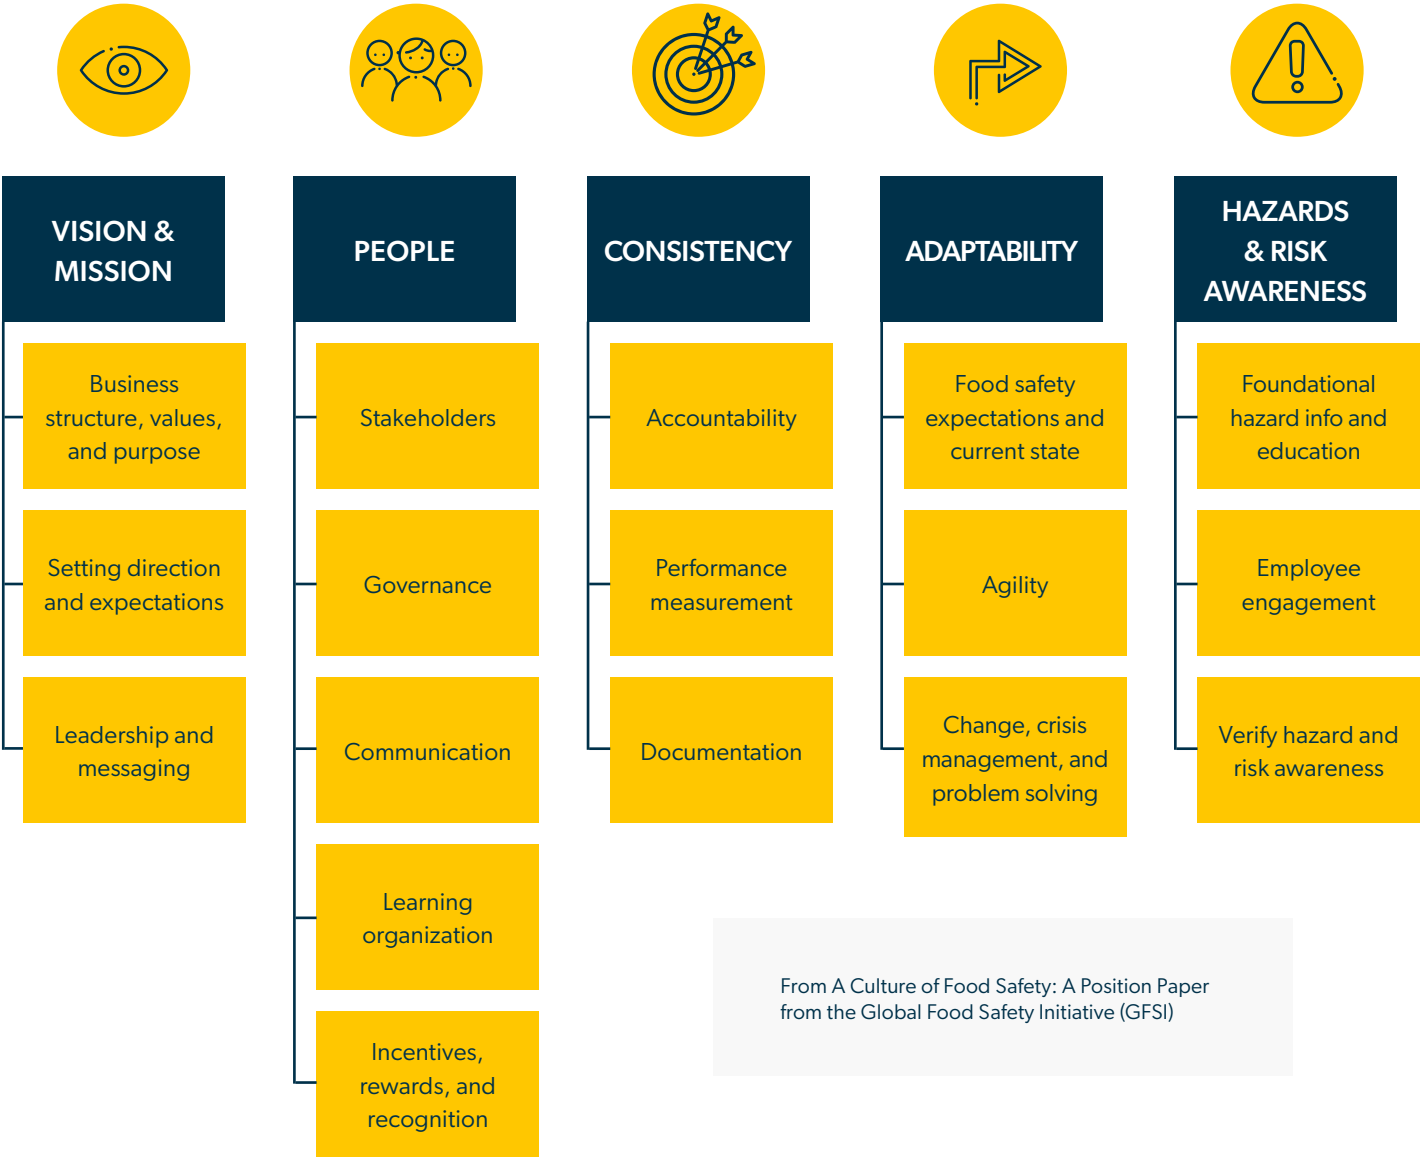 VISION &
MISSION
Business
structure, values,
and purpose
Setting direction
and expectations
Leadership and
messaging
PEOPLE
Stakeholders
Governance
Communication
Learning
organization
Incentives,
rewards, and
recognition
CONSISTENCY
Accountability
Performance
measurement
Documentation
ADAPTABILITY
Food safety
expectations and
current state
Agility
Change, crisis
management, and
problem solving
HAZARDS
& RISK
AWARENESS
Foundational
hazard info and
education
Employee
engagement
Verify hazard and
risk awareness
From A Culture of Food Safety: A Position Paper
from the Global Food Safety Initiative (GFSI)